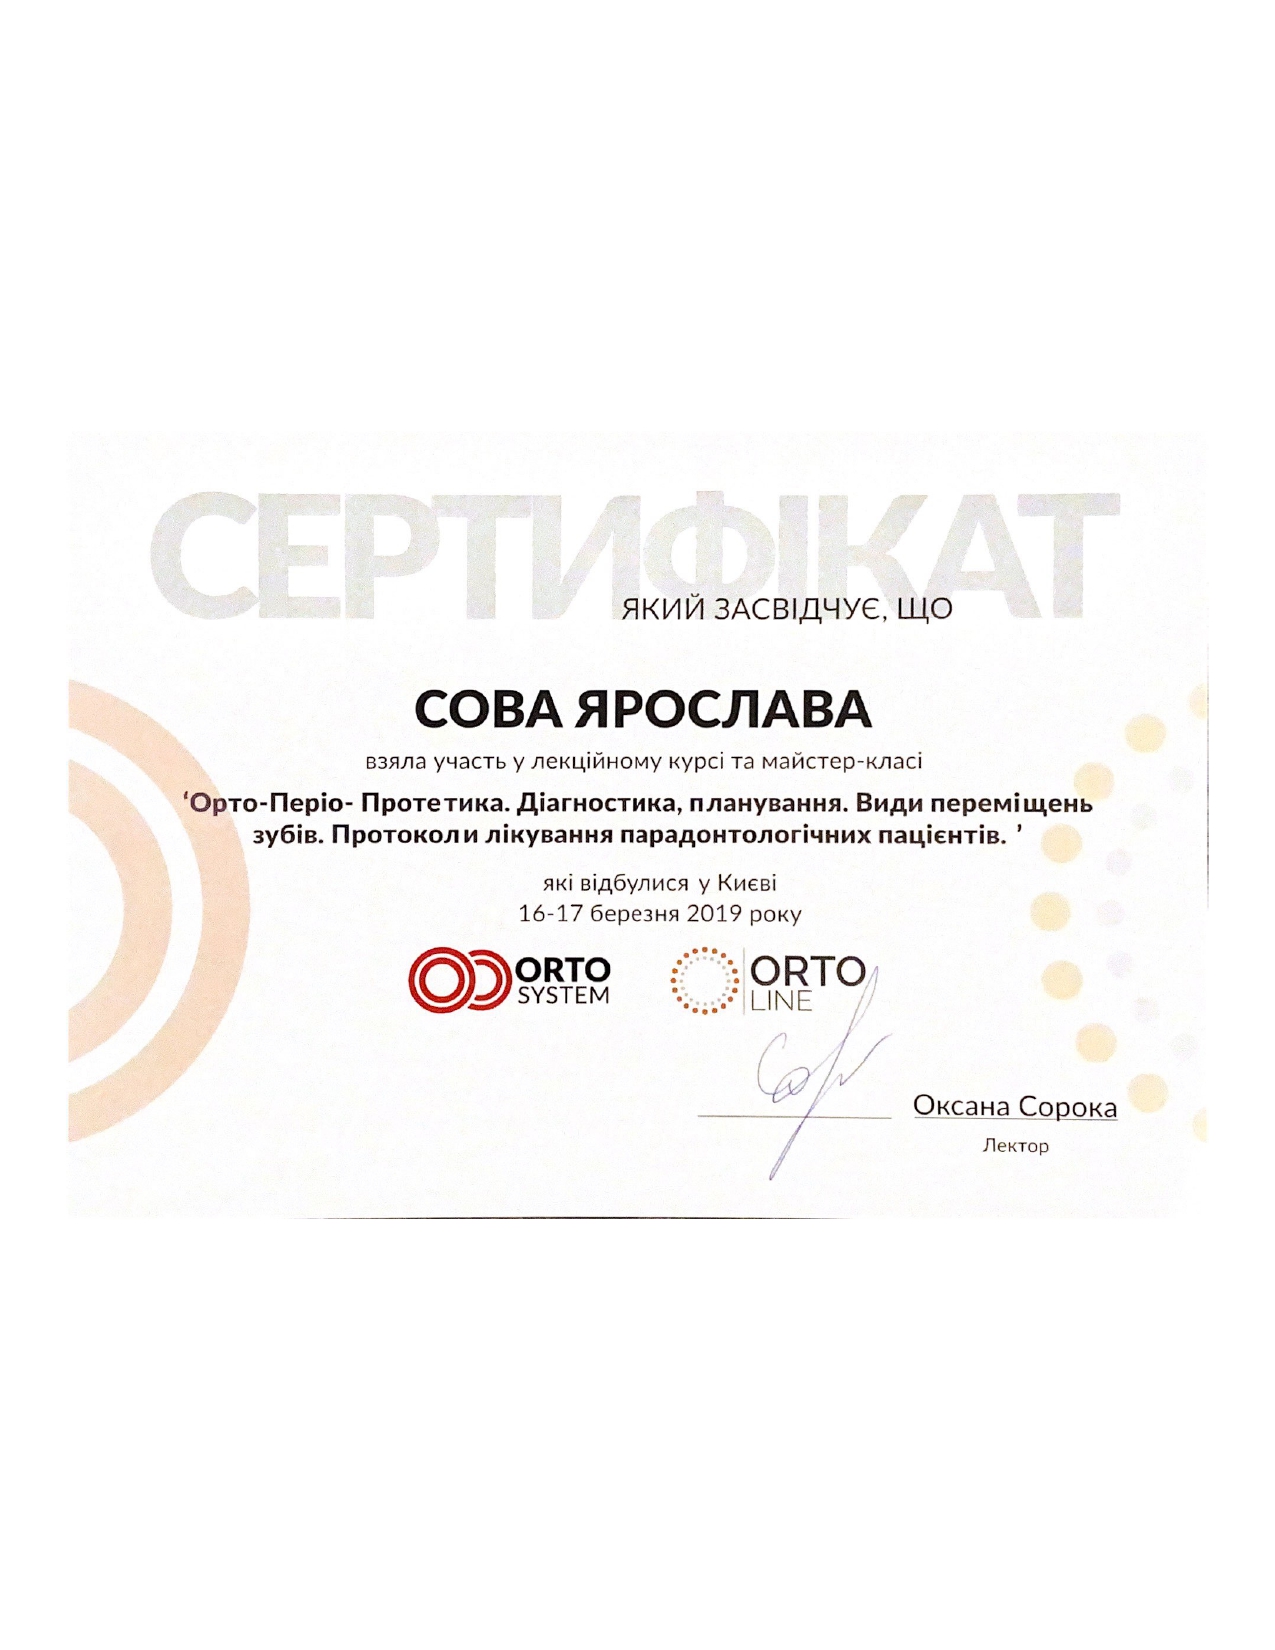 СЕРТИФІКАТ
ЯКИЙ ЗАСВІДЧУЄ, ЩО
СОВА ЯРОСЛАВА
взяла участь у лекційному курсі та майстер-класі
‘Орто-Періо- Протетика. Діагностика, планування. Види переміщень
зубів. Протоколи лікування парадонтологічних пацієнтів. ’
які відбулися у Києві
16-17 березня 2019 року
ORTO
SYSTEM
ORTO
LINE
Оксана Сорока
Лектор